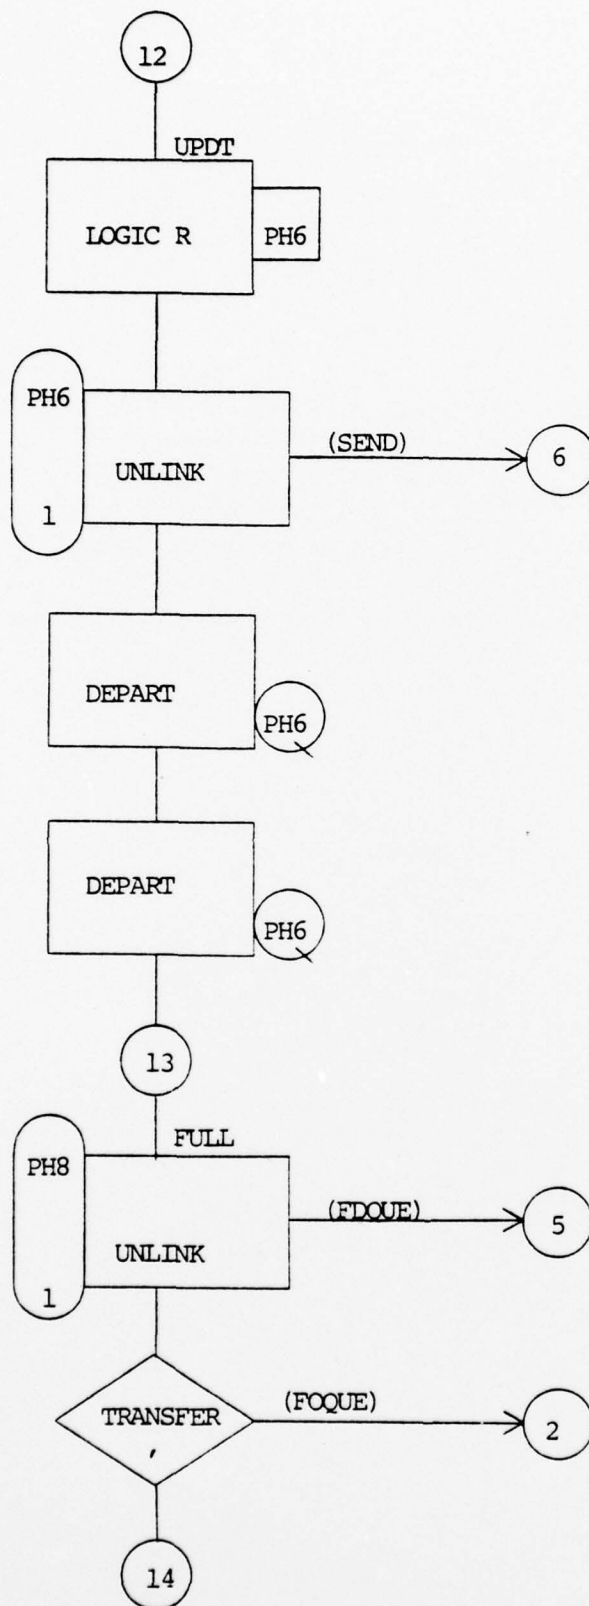 12
UPDT
LOGIC R
PH6
PH6
(SEND)
6
UNLINK
1
DEPART
PH6
DEPART
PH6
13
FULL
PH8
(FDQUE)
5
UNLINK
1
(FOQUE)
TRANSFER
2
,
14